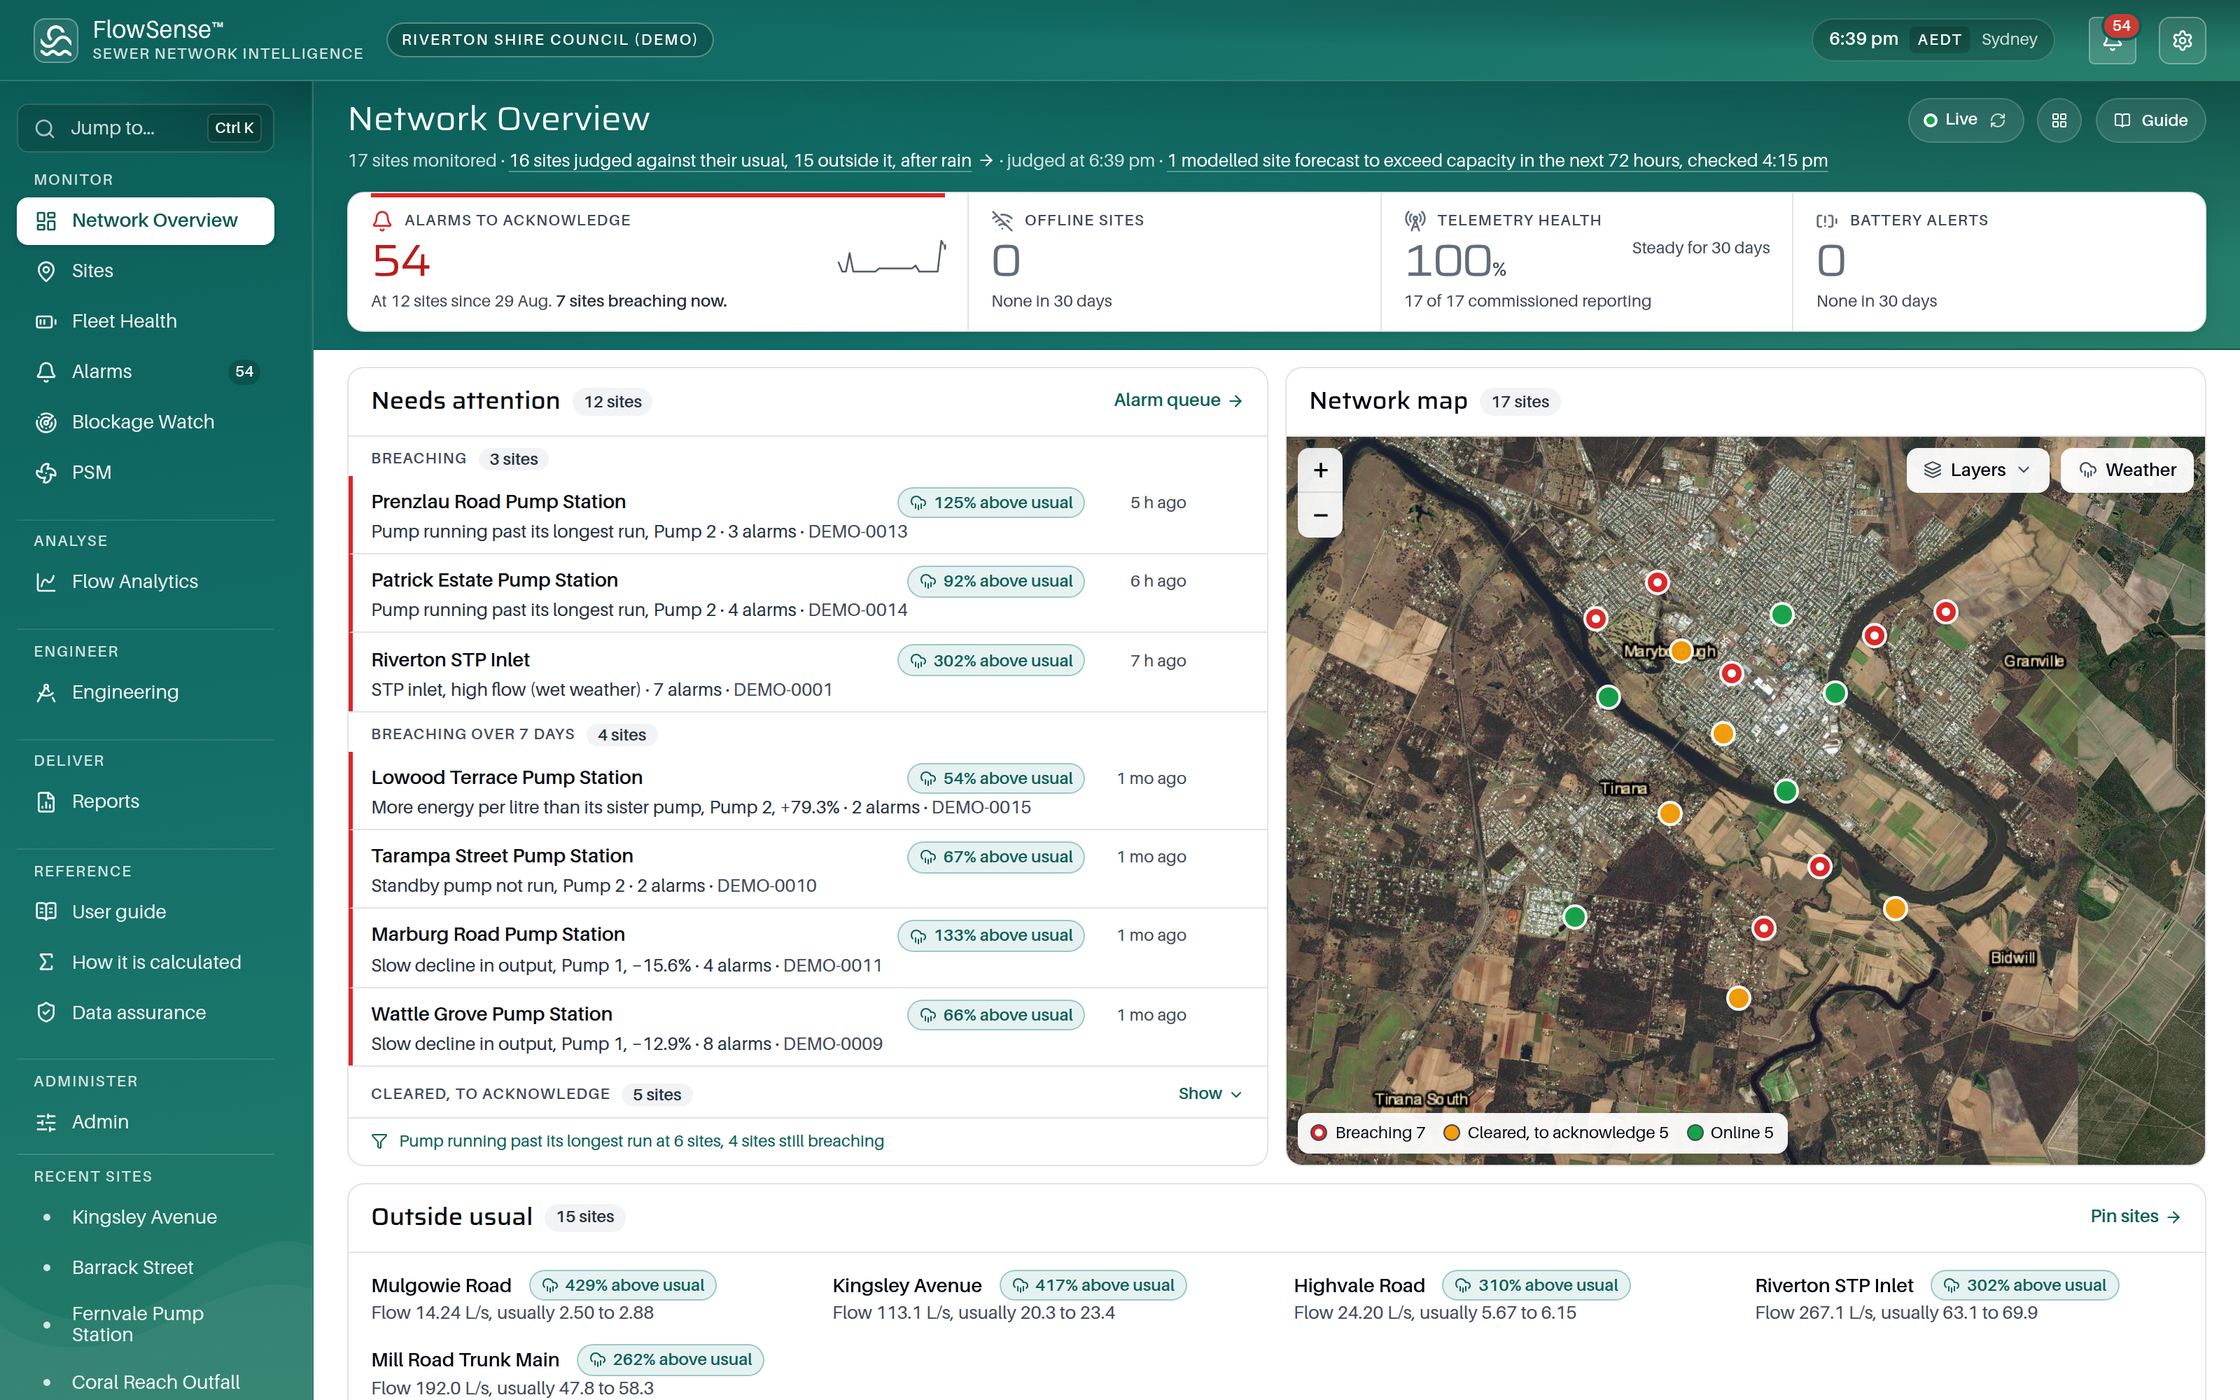 FlowSense™
SEWER NETWORK INTELLIGENCE
RIVERTON SHIRE COUNCIL (DEMO)
6:39 pm AEDT Sydney
54
Jump to... Ctrl K
MONITOR
Network Overview
Sites
Fleet Health
Alarms 54
Blockage Watch
PSM
ANALYSE
Flow Analytics
ENGINEER
Engineering
DELIVER
Reports
REFERENCE
User guide
How it is calculated
Data assurance
ADMINISTER
Admin
RECENT SITES
Kingsley Avenue
Barrack Street
Fernvale Pump
Station
Coral Reach Outfall
Network Overview
Live
Guide
17 sites monitored · 16 sites judged against their usual, 15 outside it, after rain → · judged at 6:39 pm · 1 modelled site forecast to exceed capacity in the next 72 hours, checked 4:15 pm
ALARMS TO ACKNOWLEDGE
54
At 12 sites since 29 Aug. 7 sites breaching now.
OFFLINE SITES
0
None in 30 days
TELEMETRY HEALTH
100%
Steady for 30 days
17 of 17 commissioned reporting
BATTERY ALERTS
0
None in 30 days
Needs attention 12 sites
Alarm queue →
BREACHING 3 sites
Prenzlau Road Pump Station 125% above usual 5 h ago
Pump running past its longest run, Pump 2 · 3 alarms · DEMO-0013
Patrick Estate Pump Station 92% above usual 6 h ago
Pump running past its longest run, Pump 2 · 4 alarms · DEMO-0014
Riverton STP Inlet 302% above usual 7 h ago
STP inlet, high flow (wet weather) · 7 alarms · DEMO-0001
BREACHING OVER 7 DAYS 4 sites
Lowood Terrace Pump Station 54% above usual 1 mo ago
More energy per litre than its sister pump, Pump 2, +79.3% · 2 alarms · DEMO-0015
Tarampa Street Pump Station 67% above usual 1 mo ago
Standby pump not run, Pump 2 · 2 alarms · DEMO-0010
Marburg Road Pump Station 133% above usual 1 mo ago
Slow decline in output, Pump 1, −15.6% · 4 alarms · DEMO-0011
Wattle Grove Pump Station 66% above usual 1 mo ago
Slow decline in output, Pump 1, −12.9% · 8 alarms · DEMO-0009
CLEARED, TO ACKNOWLEDGE 5 sites
Show
Pump running past its longest run at 6 sites, 4 sites still breaching
Network map 17 sites
+
−
Layers
Weather
Granville
Tinana
Bidwill
Tinana South
Breaching 7 Cleared, to acknowledge 5 Online 5
Outside usual 15 sites
Pin sites →
Mulgowie Road 429% above usual
Flow 14.24 L/s, usually 2.50 to 2.88
Kingsley Avenue 417% above usual
Flow 113.1 L/s, usually 20.3 to 23.4
Highvale Road 310% above usual
Flow 24.20 L/s, usually 5.67 to 6.15
Riverton STP Inlet 302% above usual
Flow 267.1 L/s, usually 63.1 to 69.9
Mill Road Trunk Main 262% above usual
Flow 192.0 L/s, usually 47.8 to 58.3